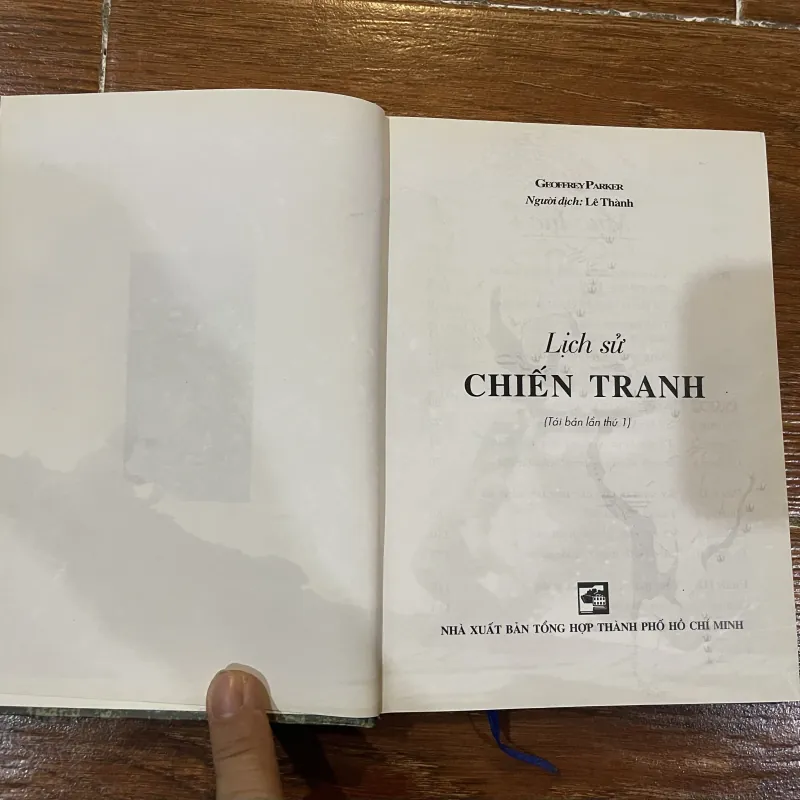 GEOFFREY PARKER
Người dịch: Lê Thành
Lịch sử
CHIẾN TRANH
(Tái bản lần thứ 1)
NHÀ XUẤT BẢN TỔNG HỢP THÀNH PHỐ HỒ CHÍ MINH